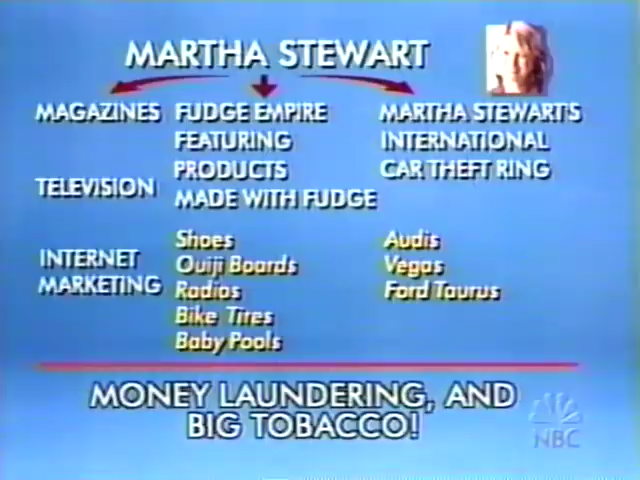 MARTHA STEWART
MAGAZINES
TELEVISION
INTERNET
MARKETING
FUDGE EMPIRE
FEATURING
PRODUCTS
MADE WITH FUDGE
Shoes
Ouiji Boards
Radios
Bike Tires
Baby Pools
MARTHA STEWART'S
INTERNATIONAL
CAR THEFT RING
Audis
Vegas
Ford Taurus
MONEY LAUNDERING, AND
BIG TOBACCO!
NBC